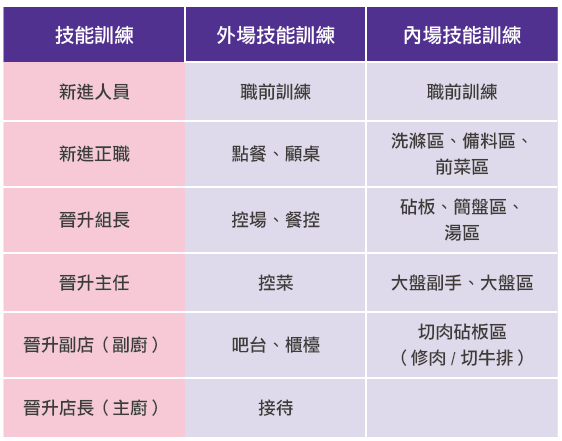 技能訓練 外場技能訓練 內場技能訓練
新進人員 職前訓練 職前訓練
新進正職 點餐、顧桌 洗滌區、備料區、
前菜區
晉升組長 控場、餐控 砧板、簡盤區、
湯區
晉升主任 控菜 大盤副手、大盤區
晉升副店（副廚） 吧台、櫃檯 切肉砧板區
（修肉 / 切牛排）
晉升店長（主廚） 接待